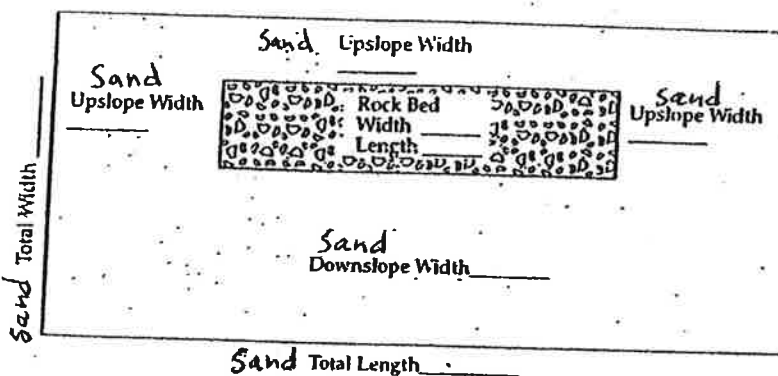 Sand Upslope Width
Sand
Upslope Width
Rock Bed
Width
Length
Sand
Upslope Width
Sand Total Width
Sand
Downslope Width
Sand Total Length